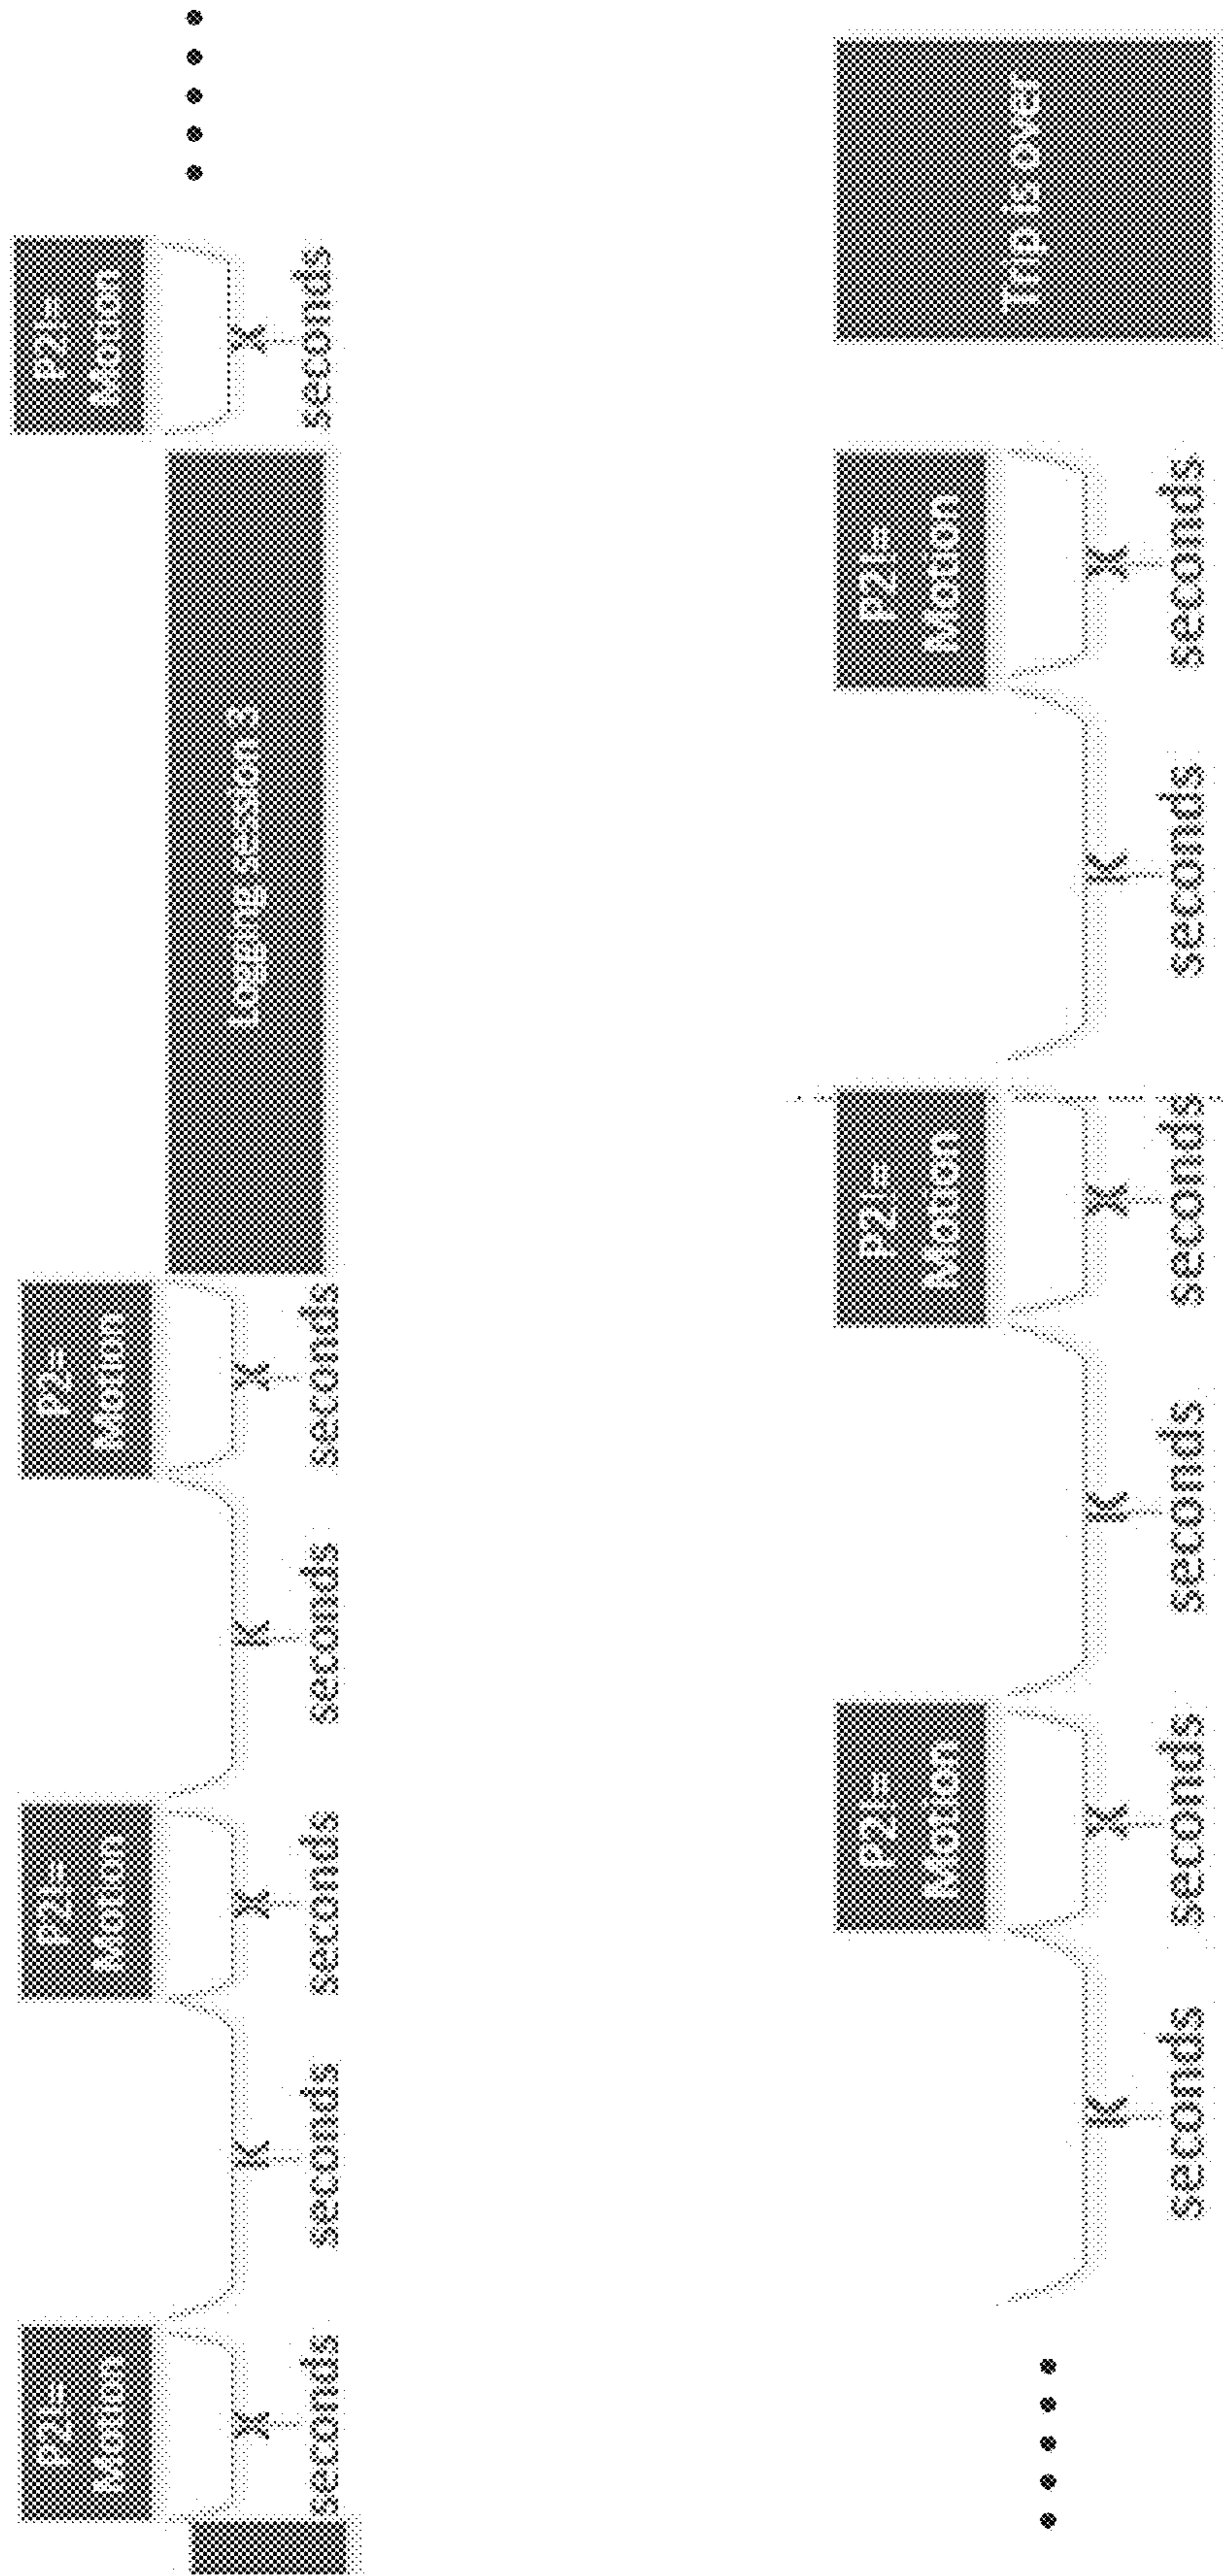 P2!=
Motion
X
seconds
K
seconds
P2!=
Motion
X
seconds
K
seconds
P2=
Motion
X
seconds
Logging session 3
P2!=
Motion
X
seconds
K
seconds
P2!=
Motion
X
seconds
K
seconds
P2!=
Motion
X
seconds
K
seconds
P2!=
Motion
X
seconds
Trip is over